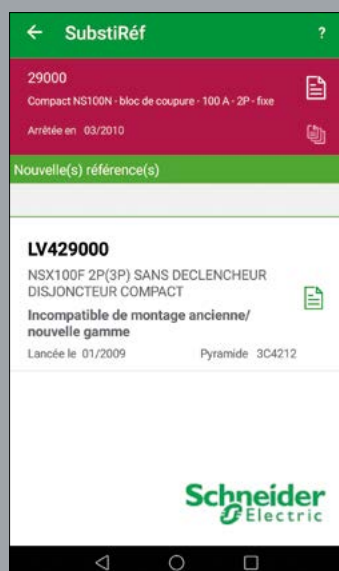 SubstiRéf ?
29000
Compact NS100N - bloc de coupure - 100 A - 2P - fixe
Arrêtée en 03/2010
Nouvelle(s) référence(s)
LV429000
NSX100F 2P(3P) SANS DECLENCHEUR
DISJONCTEUR COMPACT
Incompatible de montage ancienne/
nouvelle gamme
Lancée le 01/2009 Pyramide 3C4212
Schneider
Electric